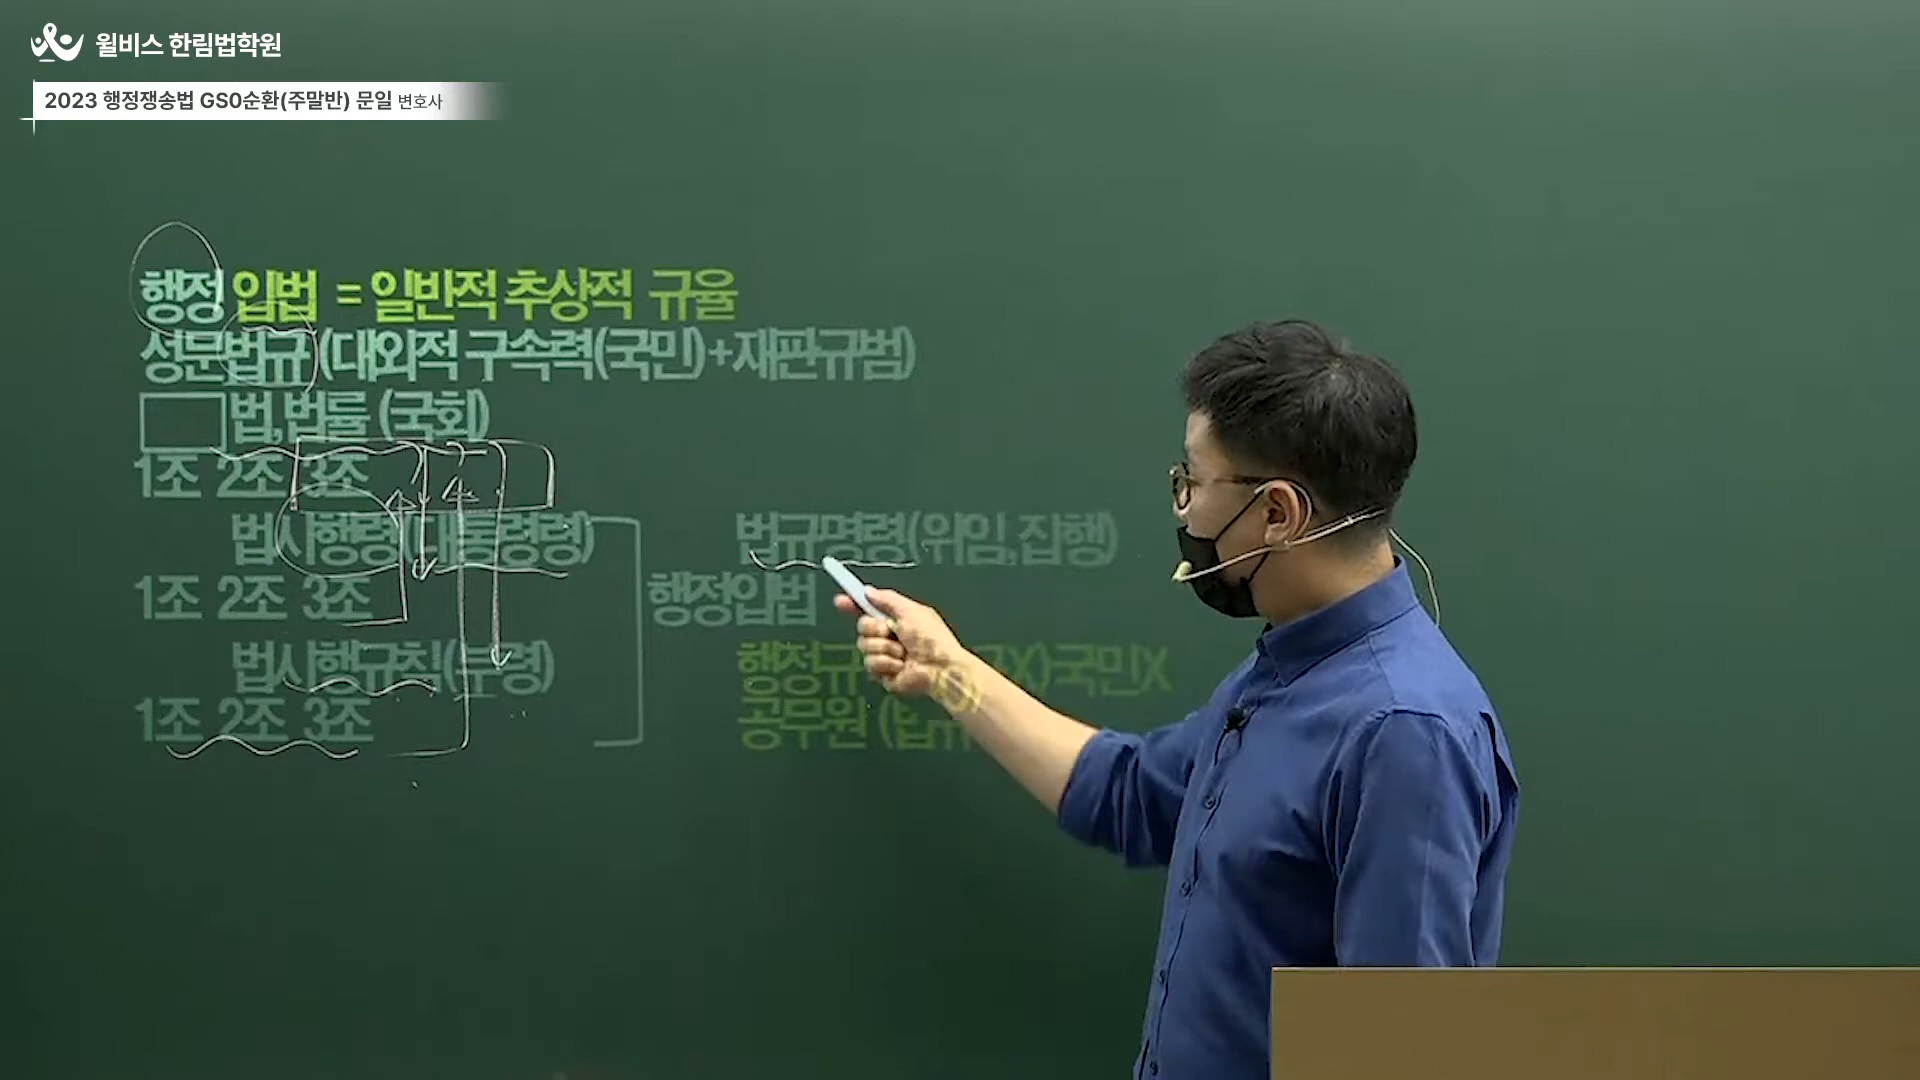 윌비스 한림법학원
2023 행정쟁송법 GS0순환(주말반) 문일 변호사
행정 입법 = 일반적 추상적 규율
성문법규 (대외적 구속력(국민)+재판규범)
법, 법률 (국회)
1조 2조 3조
법시행령(대통령령) 법규명령(위임,집행)
1조 2조 3조 행정입법
법시행규칙(부령) 행정규 X)국민X
1조 2조 3조 공무원 (법규